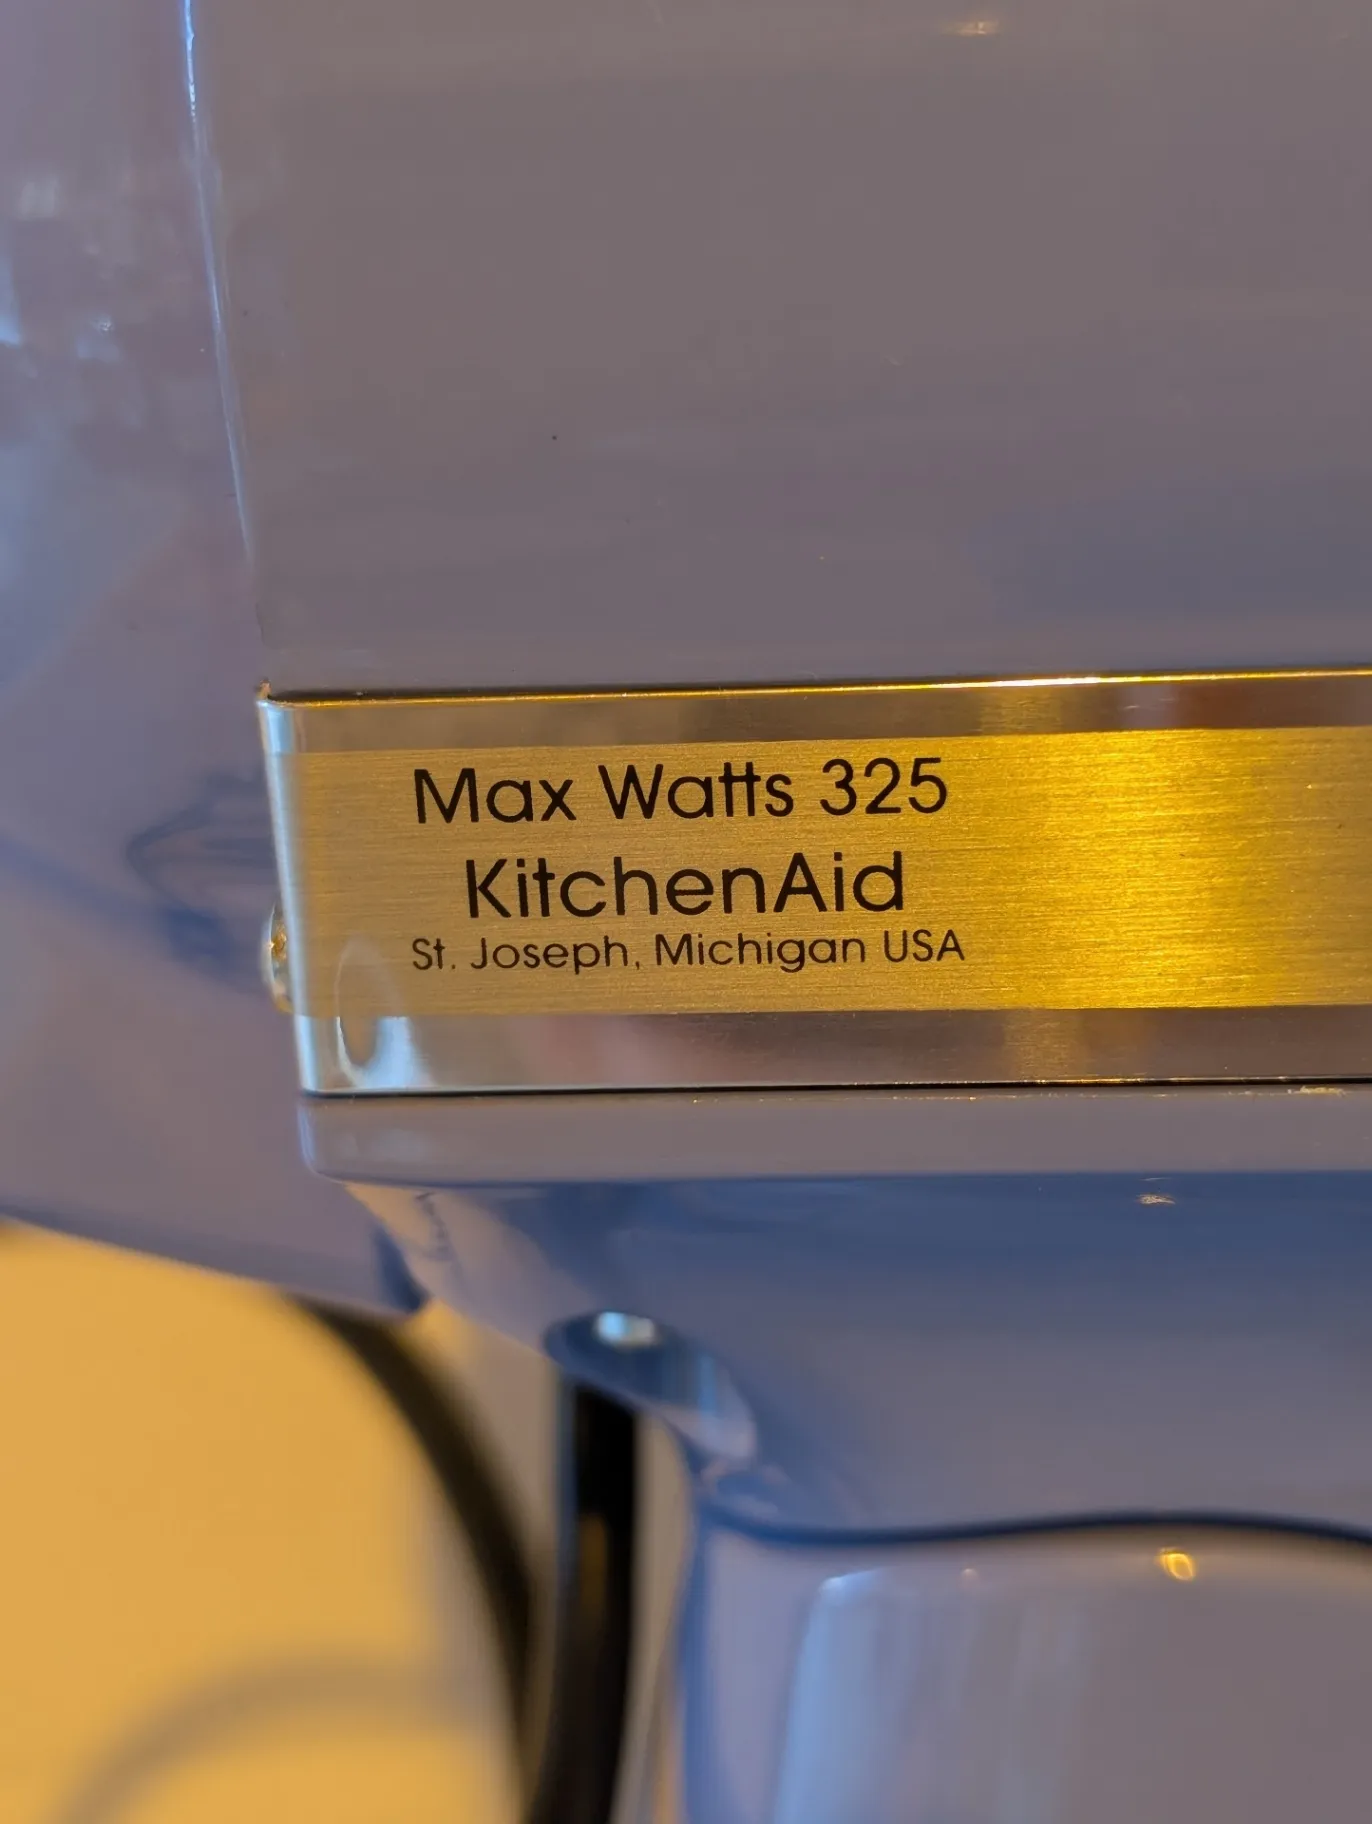 Max Watts 325
KitchenAid
St. Joseph, Michigan USA